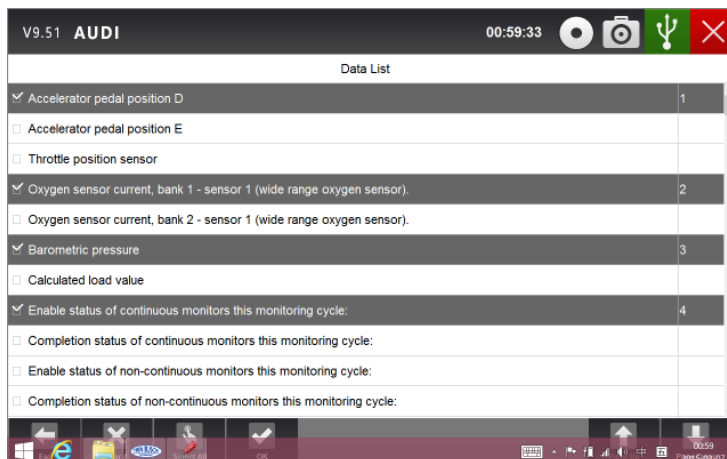 V9.51 AUDI 00:59:33
Data List
Accelerator pedal position D 1
Accelerator pedal position E
Throttle position sensor
Oxygen sensor current, bank 1 - sensor 1 (wide range oxygen sensor). 2
Oxygen sensor current, bank 2 - sensor 1 (wide range oxygen sensor).
Barometric pressure 3
Calculated load value
Enable status of continuous monitors this monitoring cycle: 4
Completion status of continuous monitors this monitoring cycle:
Enable status of non-continuous monitors this monitoring cycle:
Completion status of non-continuous monitors this monitoring cycle:
Select All OK
中 五 00:59